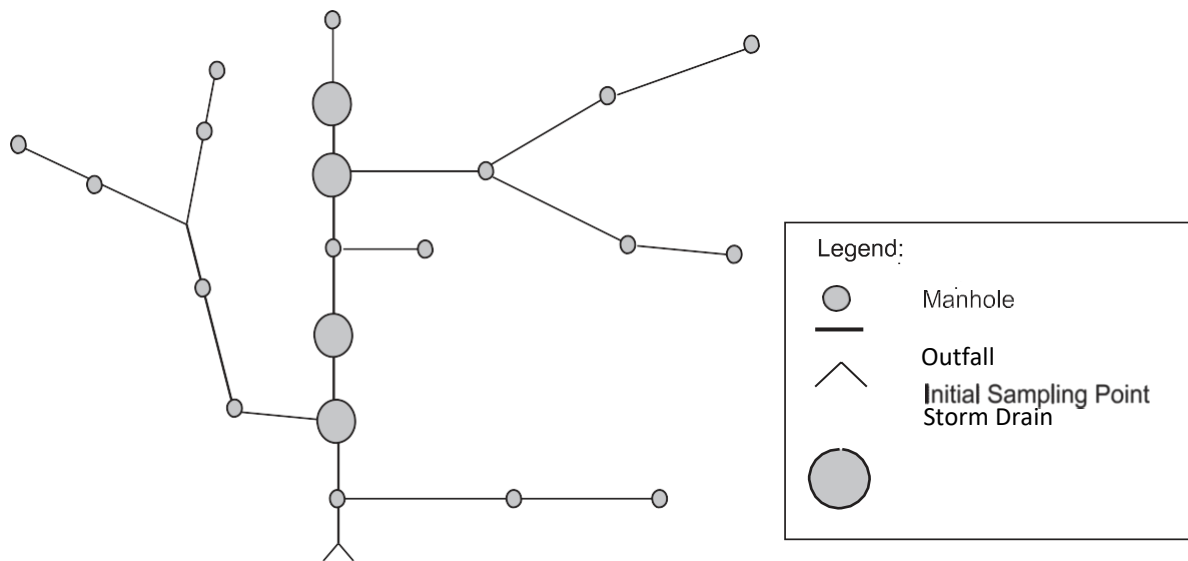 Legend:
Manhole
Outfall
Initial Sampling Point
Storm Drain